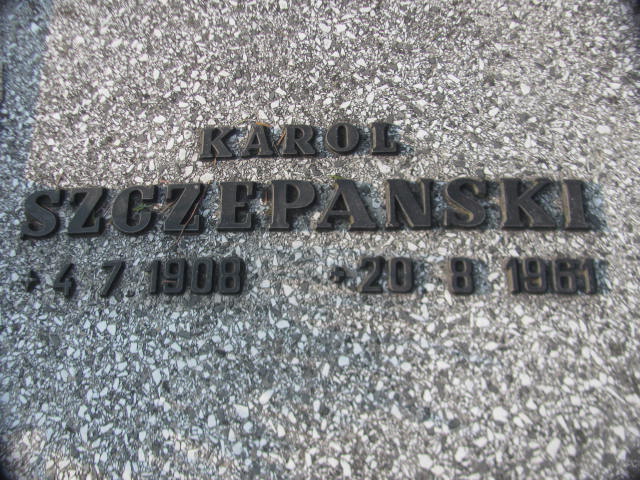 KAROL
SZCZEPANSKI
+ 4 7. 1908 + 20 8 1961